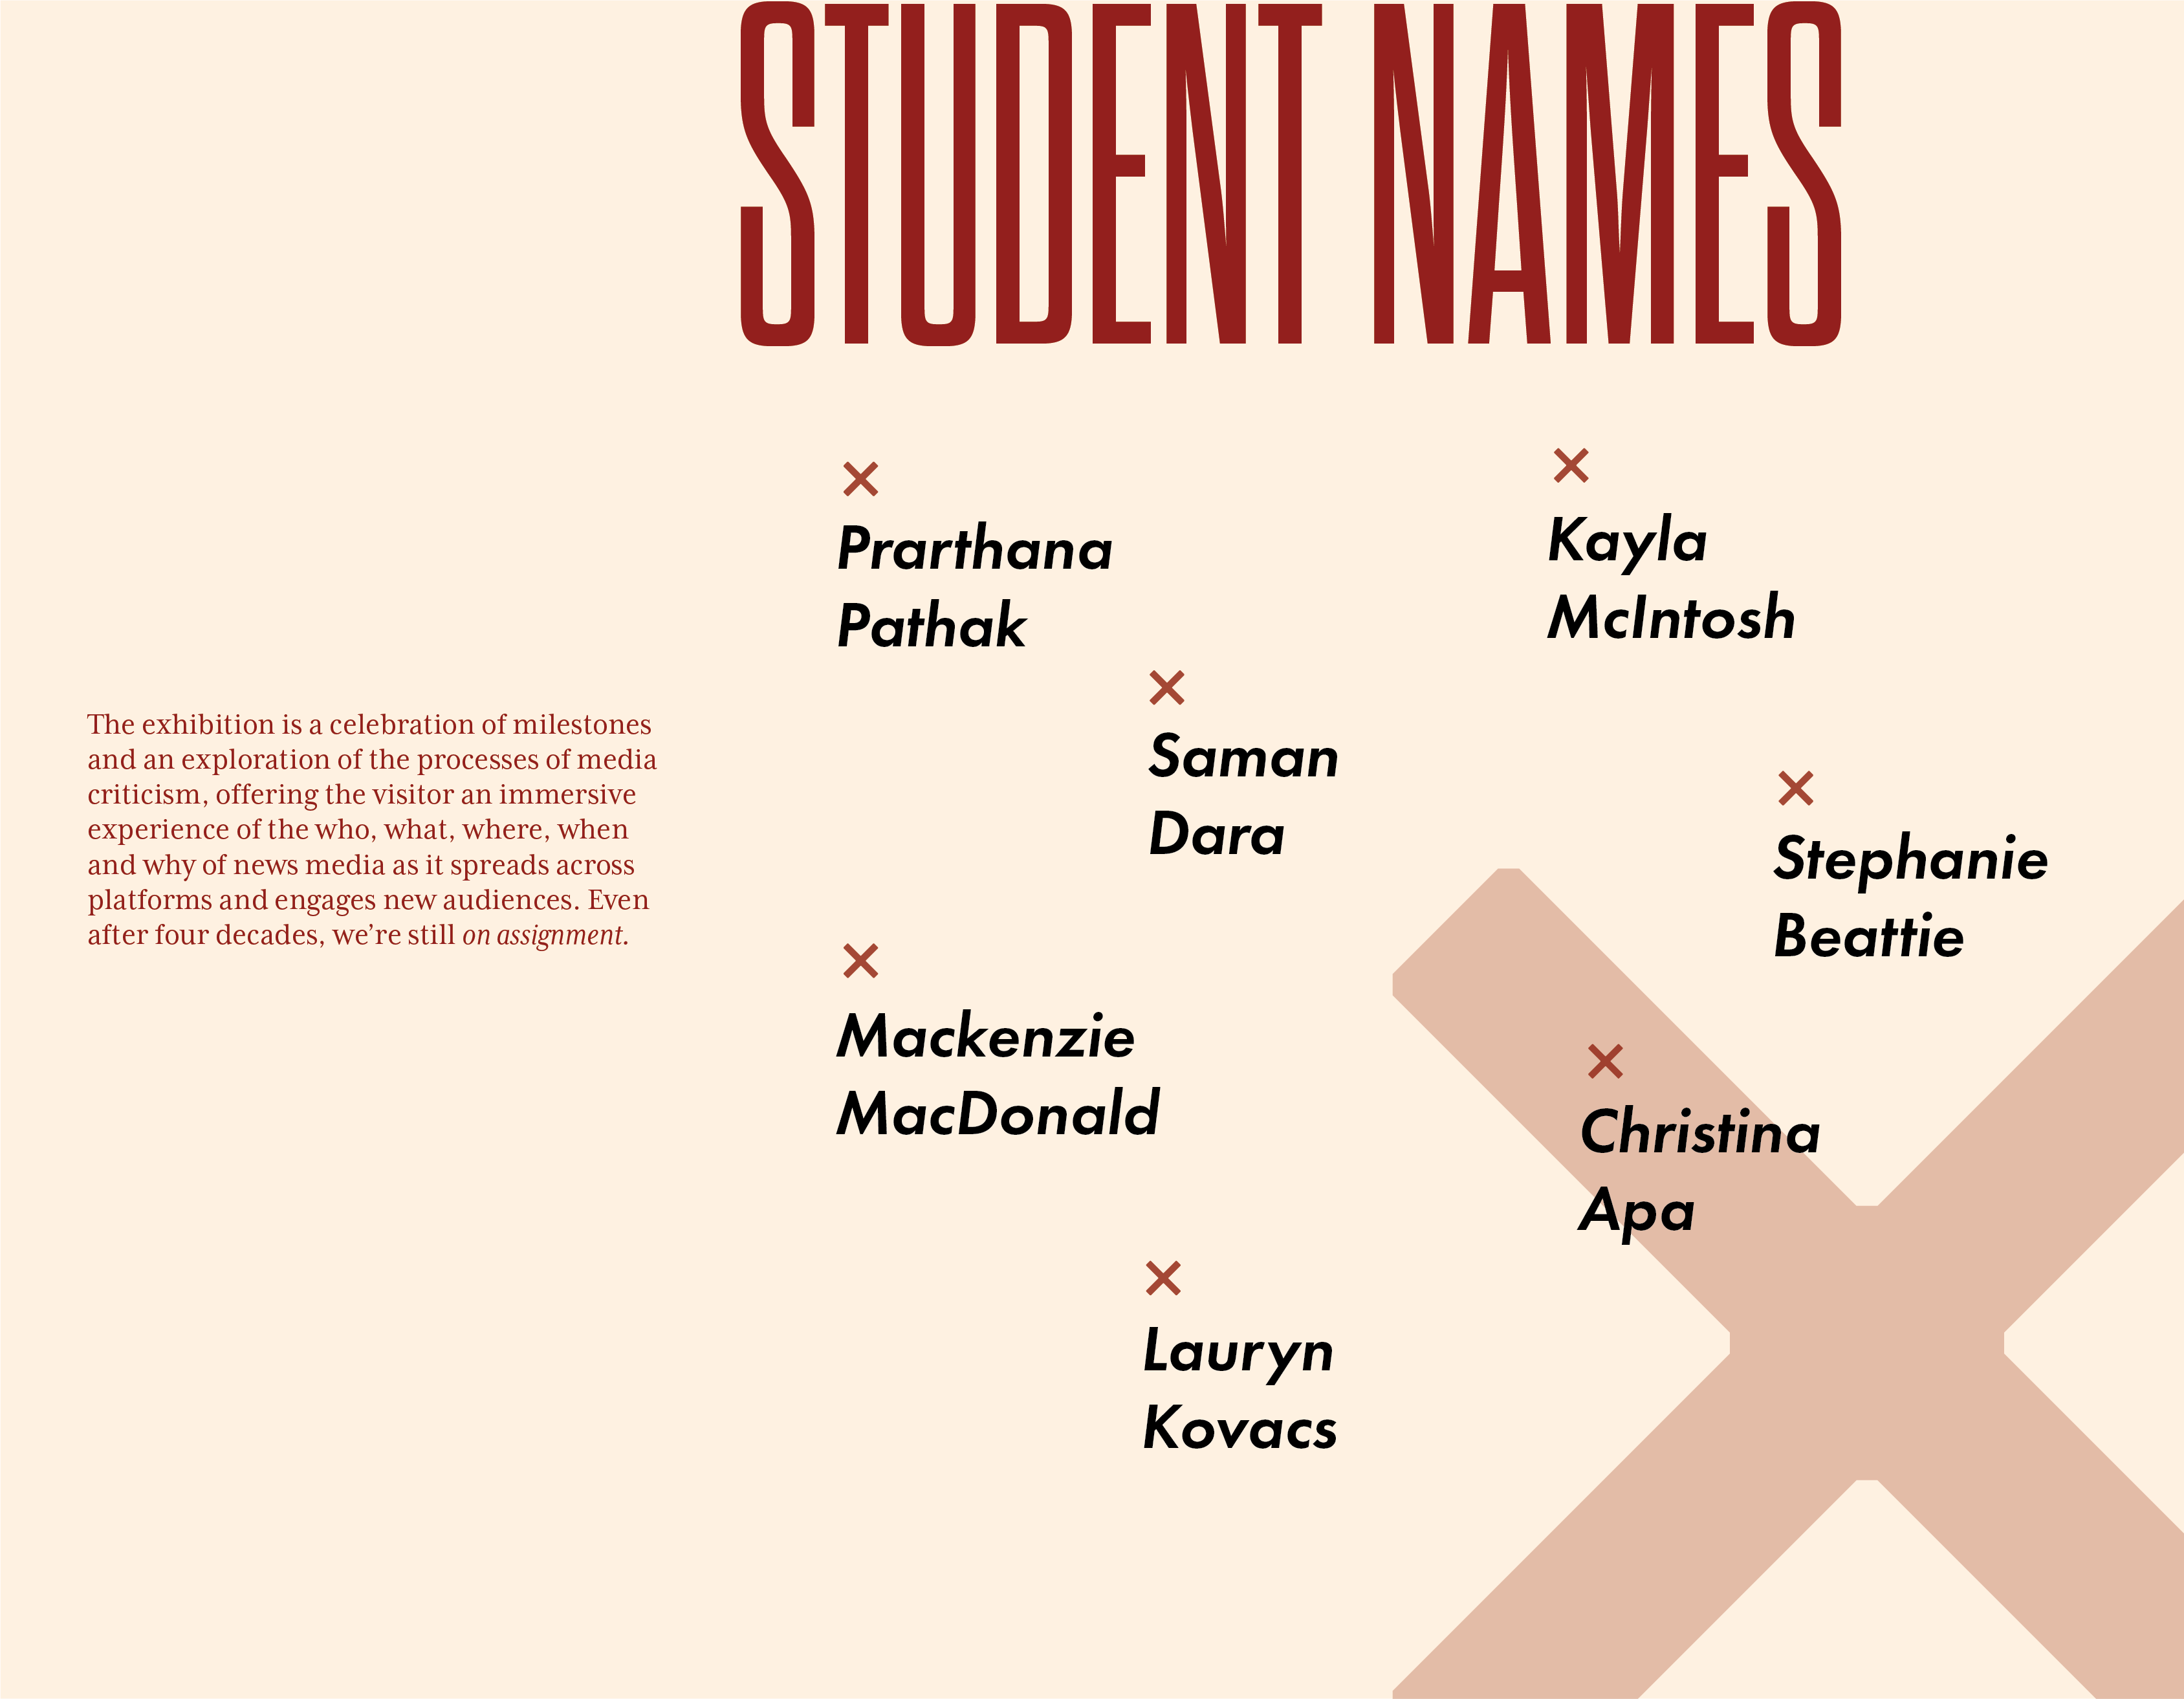 STUDENT NAMES
The exhibition is a celebration of milestones
and an exploration of the processes of media
criticism, offering the visitor an immersive
experience of the who, what, where, when
and why of news media as it spreads across
platforms and engages new audiences. Even
after four decades, we’re still on assignment.
Prarthana
Pathak
Kayla
McIntosh
Saman
Dara
Stephanie
Beattie
Mackenzie
MacDonald
Christina
Apa
Lauryn
Kovacs